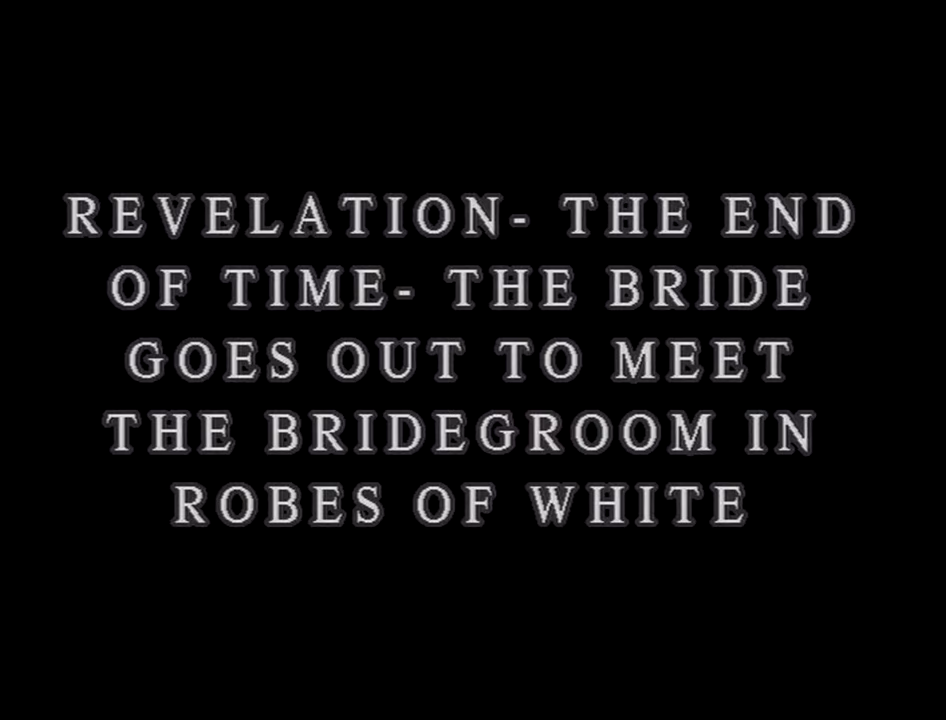 REVELATION- THE END
OF TIME- THE BRIDE
GOES OUT TO MEET
THE BRIDEGROOM IN
ROBES OF WHITE